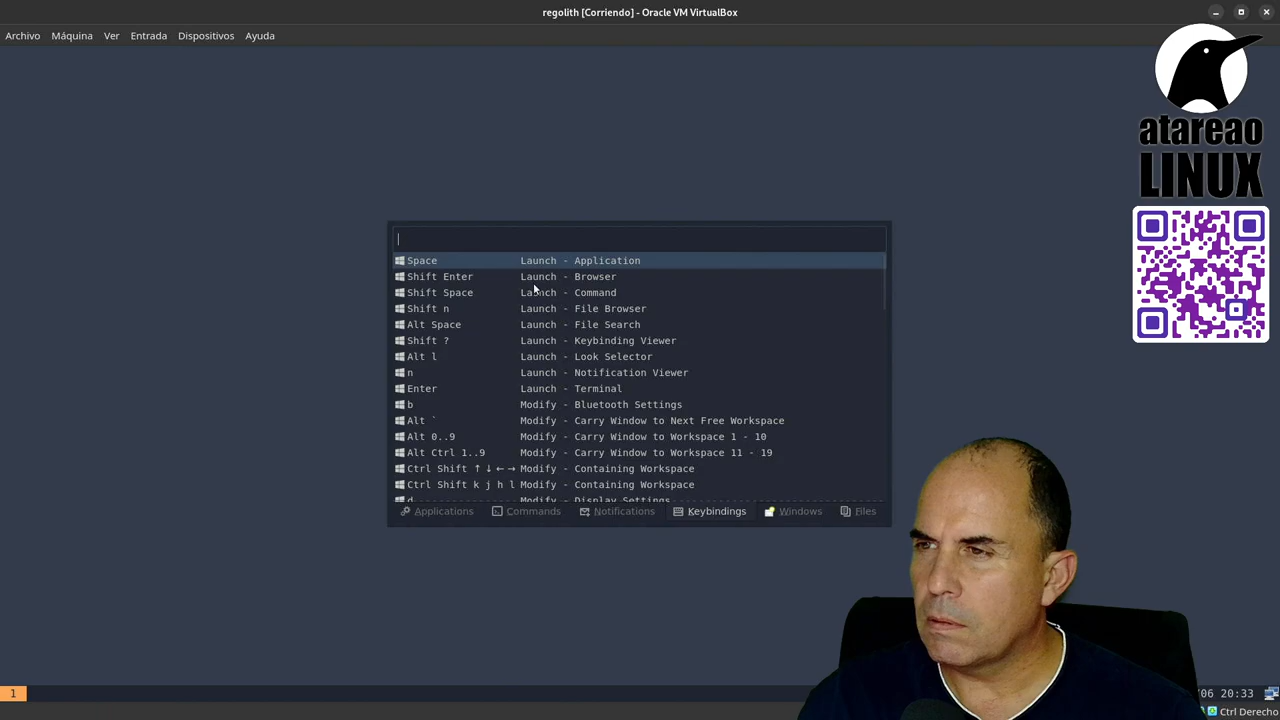 regolith [Corriendo] - Oracle VM VirtualBox
Archivo Máquina Ver Entrada Dispositivos Ayuda
atareao
LINUX
Space Launch - Application
Shift Enter Launch - Browser
Shift Space Launch - Command
Shift n Launch - File Browser
Alt Space Launch - File Search
Shift ? Launch - Keybinding Viewer
Alt l Launch - Look Selector
n Launch - Notification Viewer
Enter Launch - Terminal
b Modify - Bluetooth Settings
Alt ` Modify - Carry Window to Next Free Workspace
Alt 0..9 Modify - Carry Window to Workspace 1 - 10
Alt Ctrl 1..9 Modify - Carry Window to Workspace 11 - 19
Ctrl Shift ↑↓←→ Modify - Containing Workspace
Ctrl Shift k j h l Modify - Containing Workspace
d Modify - Display Settings
Applications Commands Notifications Keybindings Windows Files
1 /06 20:33
Ctrl Derecho